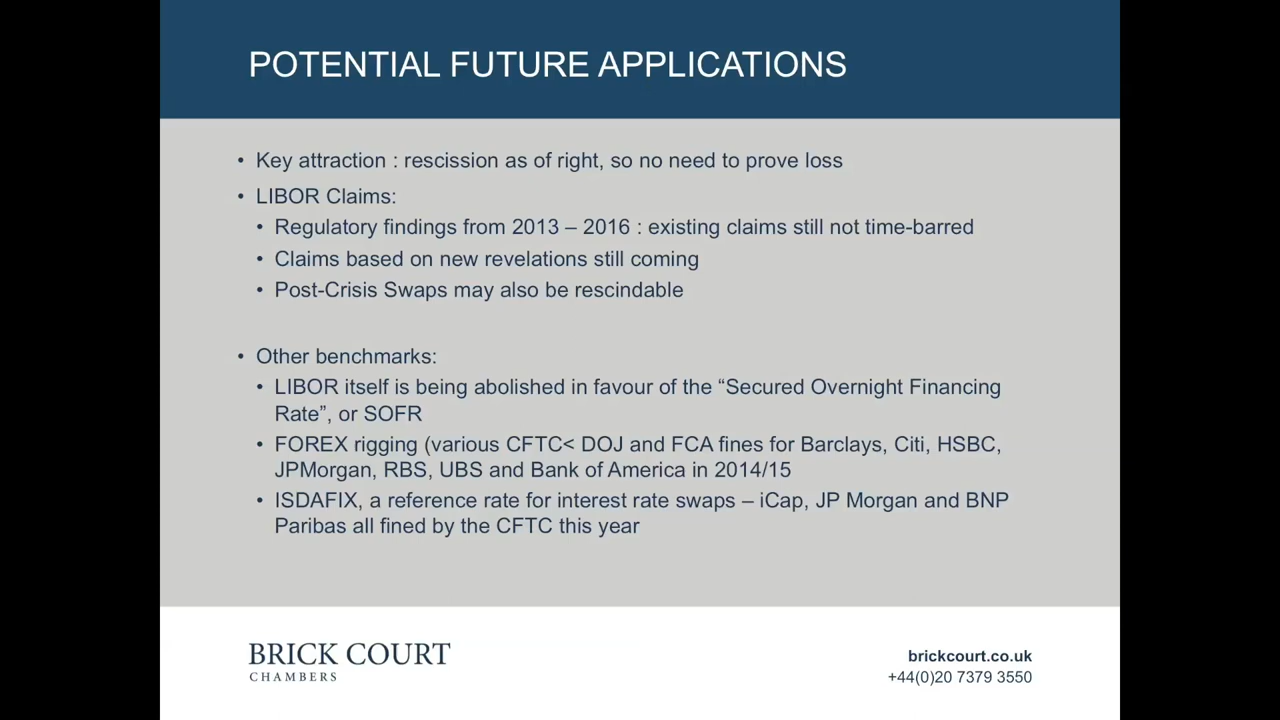 POTENTIAL FUTURE APPLICATIONS
• Key attraction : rescission as of right, so no need to prove loss
• LIBOR Claims:
• Regulatory findings from 2013 – 2016 : existing claims still not time-barred
• Claims based on new revelations still coming
• Post-Crisis Swaps may also be rescindable
• Other benchmarks:
• LIBOR itself is being abolished in favour of the “Secured Overnight Financing
Rate”, or SOFR
• FOREX rigging (various CFTC< DOJ and FCA fines for Barclays, Citi, HSBC,
JPMorgan, RBS, UBS and Bank of America in 2014/15
• ISDAFIX, a reference rate for interest rate swaps – iCap, JP Morgan and BNP
Paribas all fined by the CFTC this year
BRICK COURT
CHAMBERS
brickcourt.co.uk
+44(0)20 7379 3550